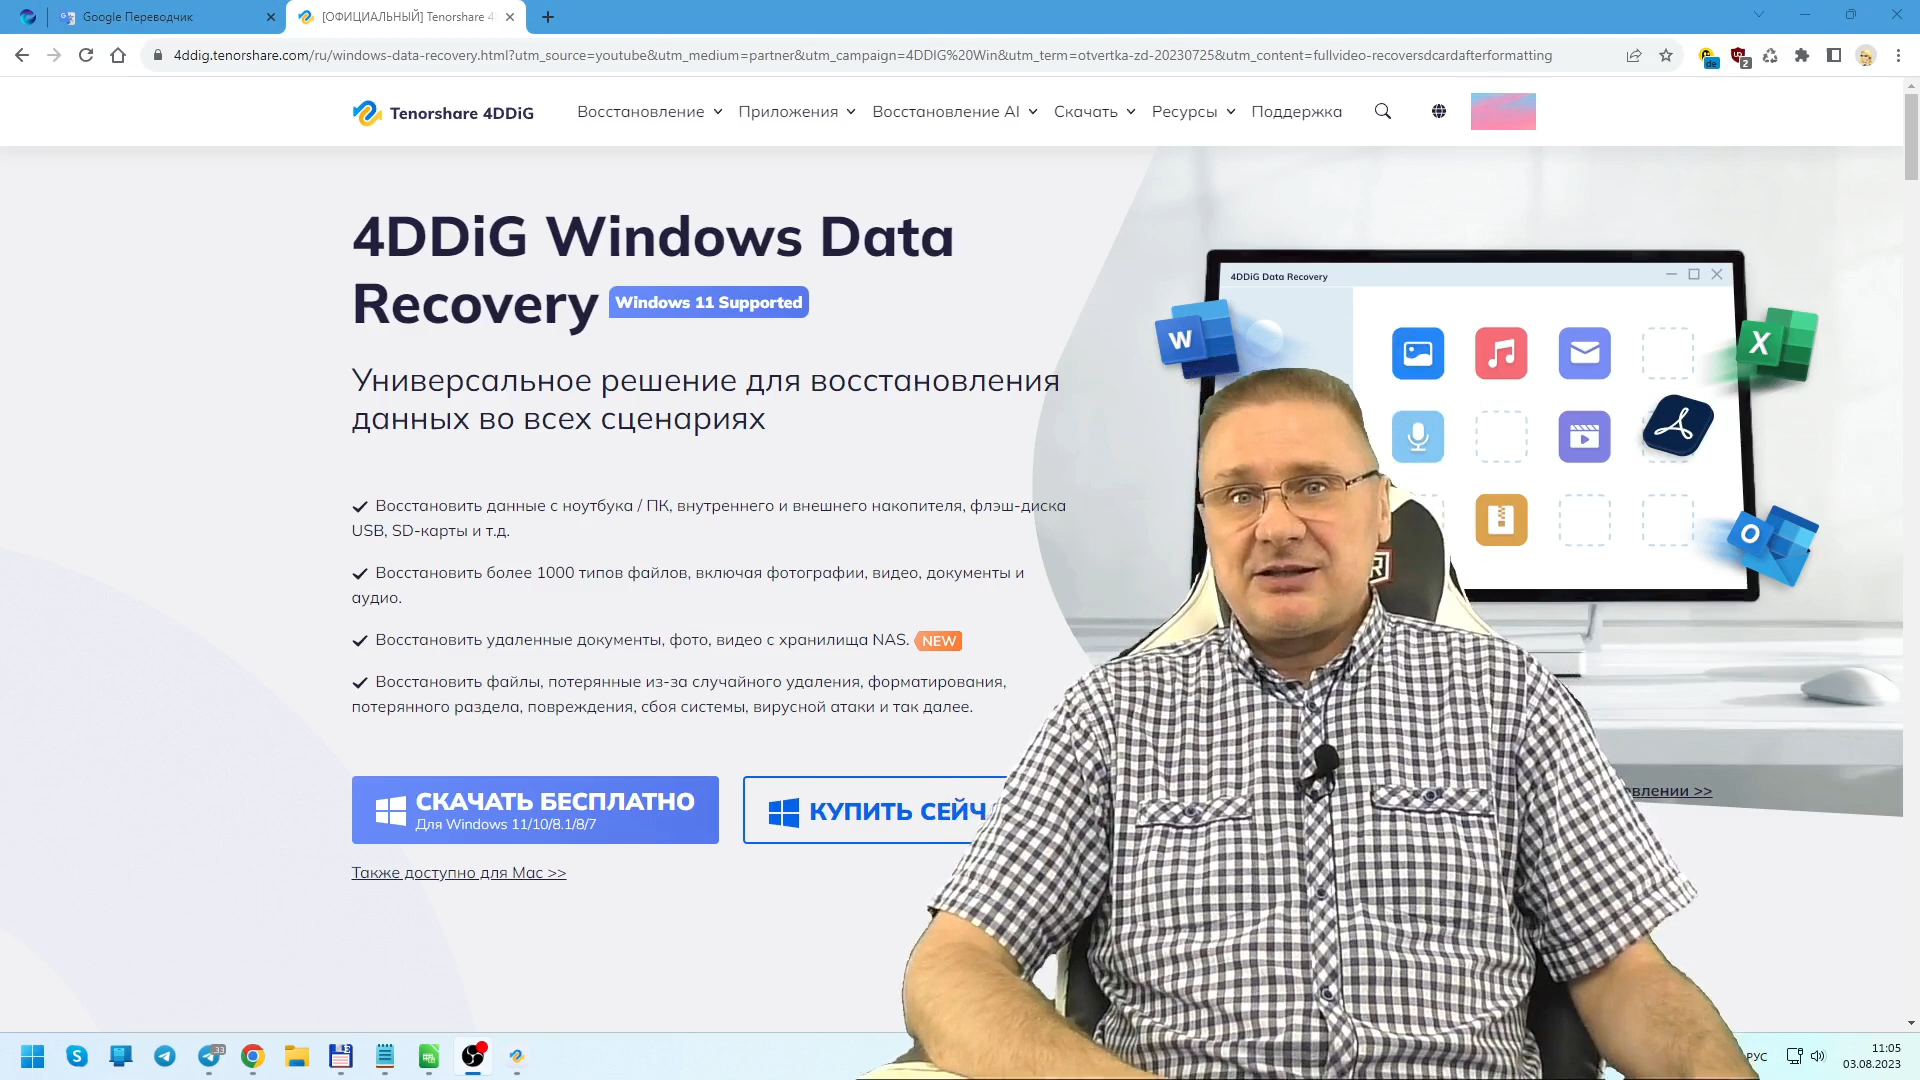 Google Переводчик
[ОФИЦИАЛЬНЫЙ] Tenorshare 4
4ddig.tenorshare.com/ru/windows-data-recovery.html?utm_source=youtube&utm_medium=partner&utm_campaign=4DDIG%20Win&utm_term=otvertka-zd-20230725&utm_content=fullvideo-recoversdcardafterformatting
de
2
Tenorshare 4DDiG
Восстановление
Приложения
Восстановление AI
Скачать
Ресурсы
Поддержка
4DDiG Windows Data
Recovery Windows 11 Supported
Универсальное решение для восстановления
данных во всех сценариях
Восстановить данные с ноутбука / ПК, внутреннего и внешнего накопителя, флэш-диска
USB, SD-карты и т.д.
Восстановить более 1000 типов файлов, включая фотографии, видео, документы и
аудио.
Восстановить удаленные документы, фото, видео с хранилища NAS. NEW
Восстановить файлы, потерянные из-за случайного удаления, форматирования,
потерянного раздела, повреждения, сбоя системы, вирусной атаки и так далее.
СКАЧАТЬ БЕСПЛАТНО
Для Windows 11/10/8.1/8/7
КУПИТЬ СЕЙЧ
Также доступно для Mac >>
4DDiG Data Recovery
W
X
O
влении >>
33
РУС
11:05
03.08.2023